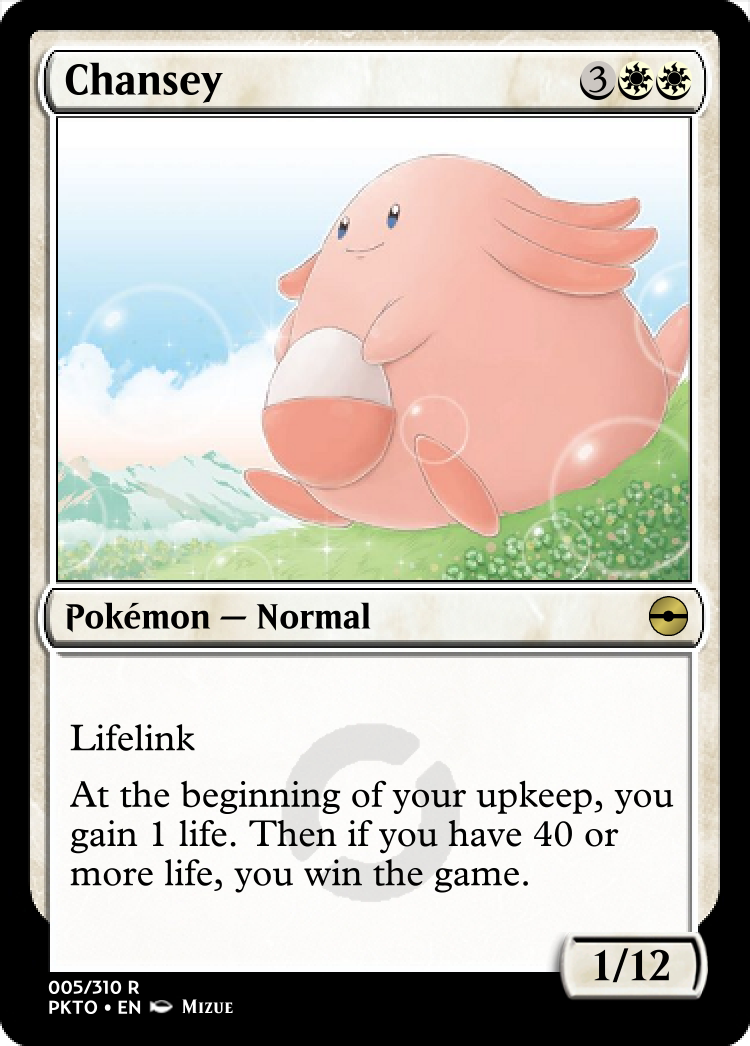 Chansey 3
Pokémon — Normal
Lifelink
At the beginning of your upkeep, you
gain 1 life. Then if you have 40 or
more life, you win the game.
1/12
005/310 R
PKTO • EN Mizue